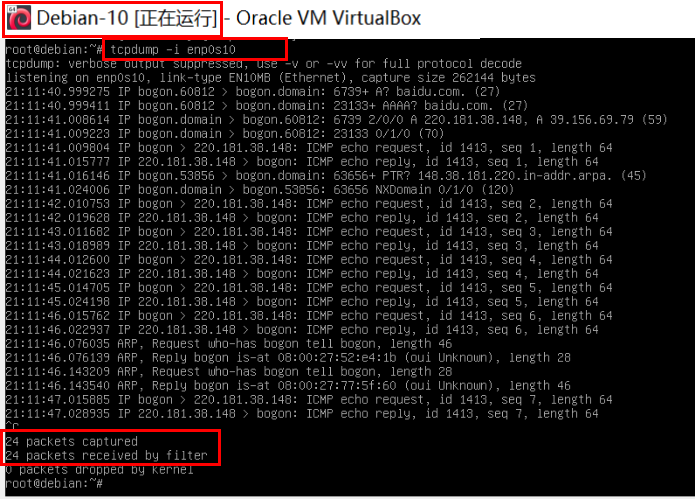 64
Debian-10 [正在运行] - Oracle VM VirtualBox
root@debian:~# tcpdump -i enp0s10
tcpdump: verbose output suppressed, use -v or -vv for full protocol decode
listening on enp0s10, link-type EN10MB (Ethernet), capture size 262144 bytes
21:11:40.999275 IP bogon.60812 > bogon.domain: 6739+ A? baidu.com. (27)
21:11:40.999411 IP bogon.60812 > bogon.domain: 23133+ AAAA? baidu.com. (27)
21:11:41.008614 IP bogon.domain > bogon.60812: 6739 2/0/0 A 220.181.38.148, A 39.156.69.79 (59)
21:11:41.009223 IP bogon.domain > bogon.60812: 23133 0/1/0 (70)
21:11:41.009804 IP bogon > 220.181.38.148: ICMP echo request, id 1413, seq 1, length 64
21:11:41.015777 IP 220.181.38.148 > bogon: ICMP echo reply, id 1413, seq 1, length 64
21:11:41.016146 IP bogon.53856 > bogon.domain: 63656+ PTR? 148.38.181.220.in-addr.arpa. (45)
21:11:41.024006 IP bogon.domain > bogon.53856: 63656 NXDomain 0/1/0 (120)
21:11:42.010753 IP bogon > 220.181.38.148: ICMP echo request, id 1413, seq 2, length 64
21:11:42.019628 IP 220.181.38.148 > bogon: ICMP echo reply, id 1413, seq 2, length 64
21:11:43.011682 IP bogon > 220.181.38.148: ICMP echo request, id 1413, seq 3, length 64
21:11:43.018989 IP 220.181.38.148 > bogon: ICMP echo reply, id 1413, seq 3, length 64
21:11:44.012600 IP bogon > 220.181.38.148: ICMP echo request, id 1413, seq 4, length 64
21:11:44.021623 IP 220.181.38.148 > bogon: ICMP echo reply, id 1413, seq 4, length 64
21:11:45.014705 IP bogon > 220.181.38.148: ICMP echo request, id 1413, seq 5, length 64
21:11:45.024198 IP 220.181.38.148 > bogon: ICMP echo reply, id 1413, seq 5, length 64
21:11:46.015762 IP bogon > 220.181.38.148: ICMP echo request, id 1413, seq 6, length 64
21:11:46.022937 IP 220.181.38.148 > bogon: ICMP echo reply, id 1413, seq 6, length 64
21:11:46.076035 ARP, Request who-has bogon tell bogon, length 46
21:11:46.076139 ARP, Reply bogon is-at 08:00:27:52:e4:1b (oui Unknown), length 28
21:11:46.143209 ARP, Request who-has bogon tell bogon, length 28
21:11:46.143540 ARP, Reply bogon is-at 08:00:27:77:5f:60 (oui Unknown), length 46
21:11:47.015885 IP bogon > 220.181.38.148: ICMP echo request, id 1413, seq 7, length 64
21:11:47.028935 IP 220.181.38.148 > bogon: ICMP echo reply, id 1413, seq 7, length 64
^C
24 packets captured
24 packets received by filter
0 packets dropped by kernel
root@debian:~#